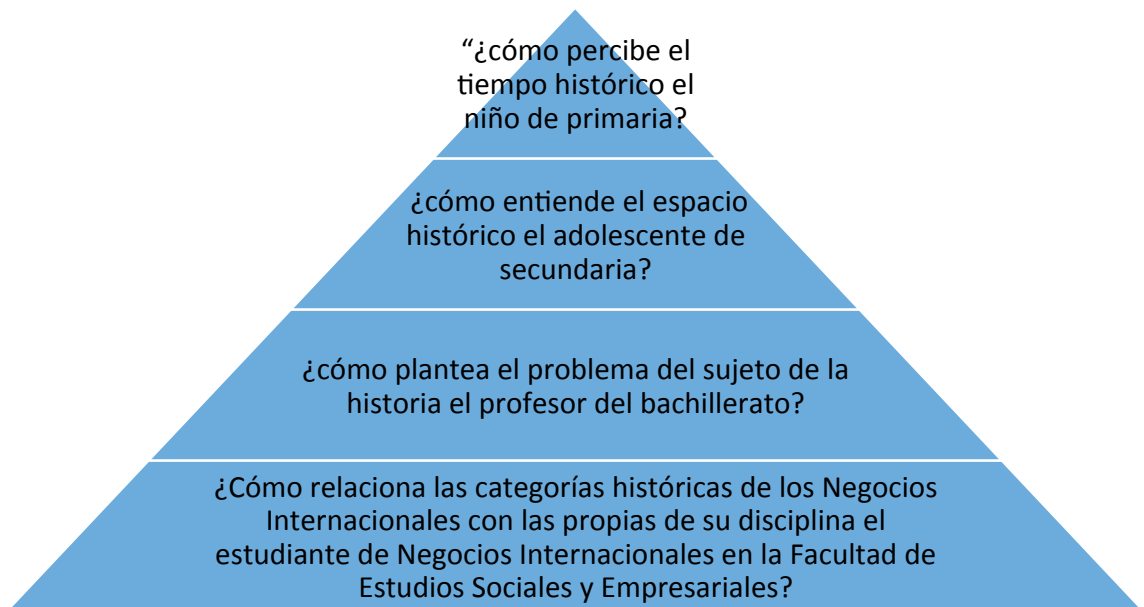 “¿cómo percibe el
tiempo histórico el
niño de primaria?
¿cómo entiende el espacio
histórico el adolescente de
secundaria?
¿cómo plantea el problema del sujeto de la
historia el profesor del bachillerato?
¿Cómo relaciona las categorías históricas de los Negocios
Internacionales con las propias de su disciplina el
estudiante de Negocios Internacionales en la Facultad de
Estudios Sociales y Empresariales?